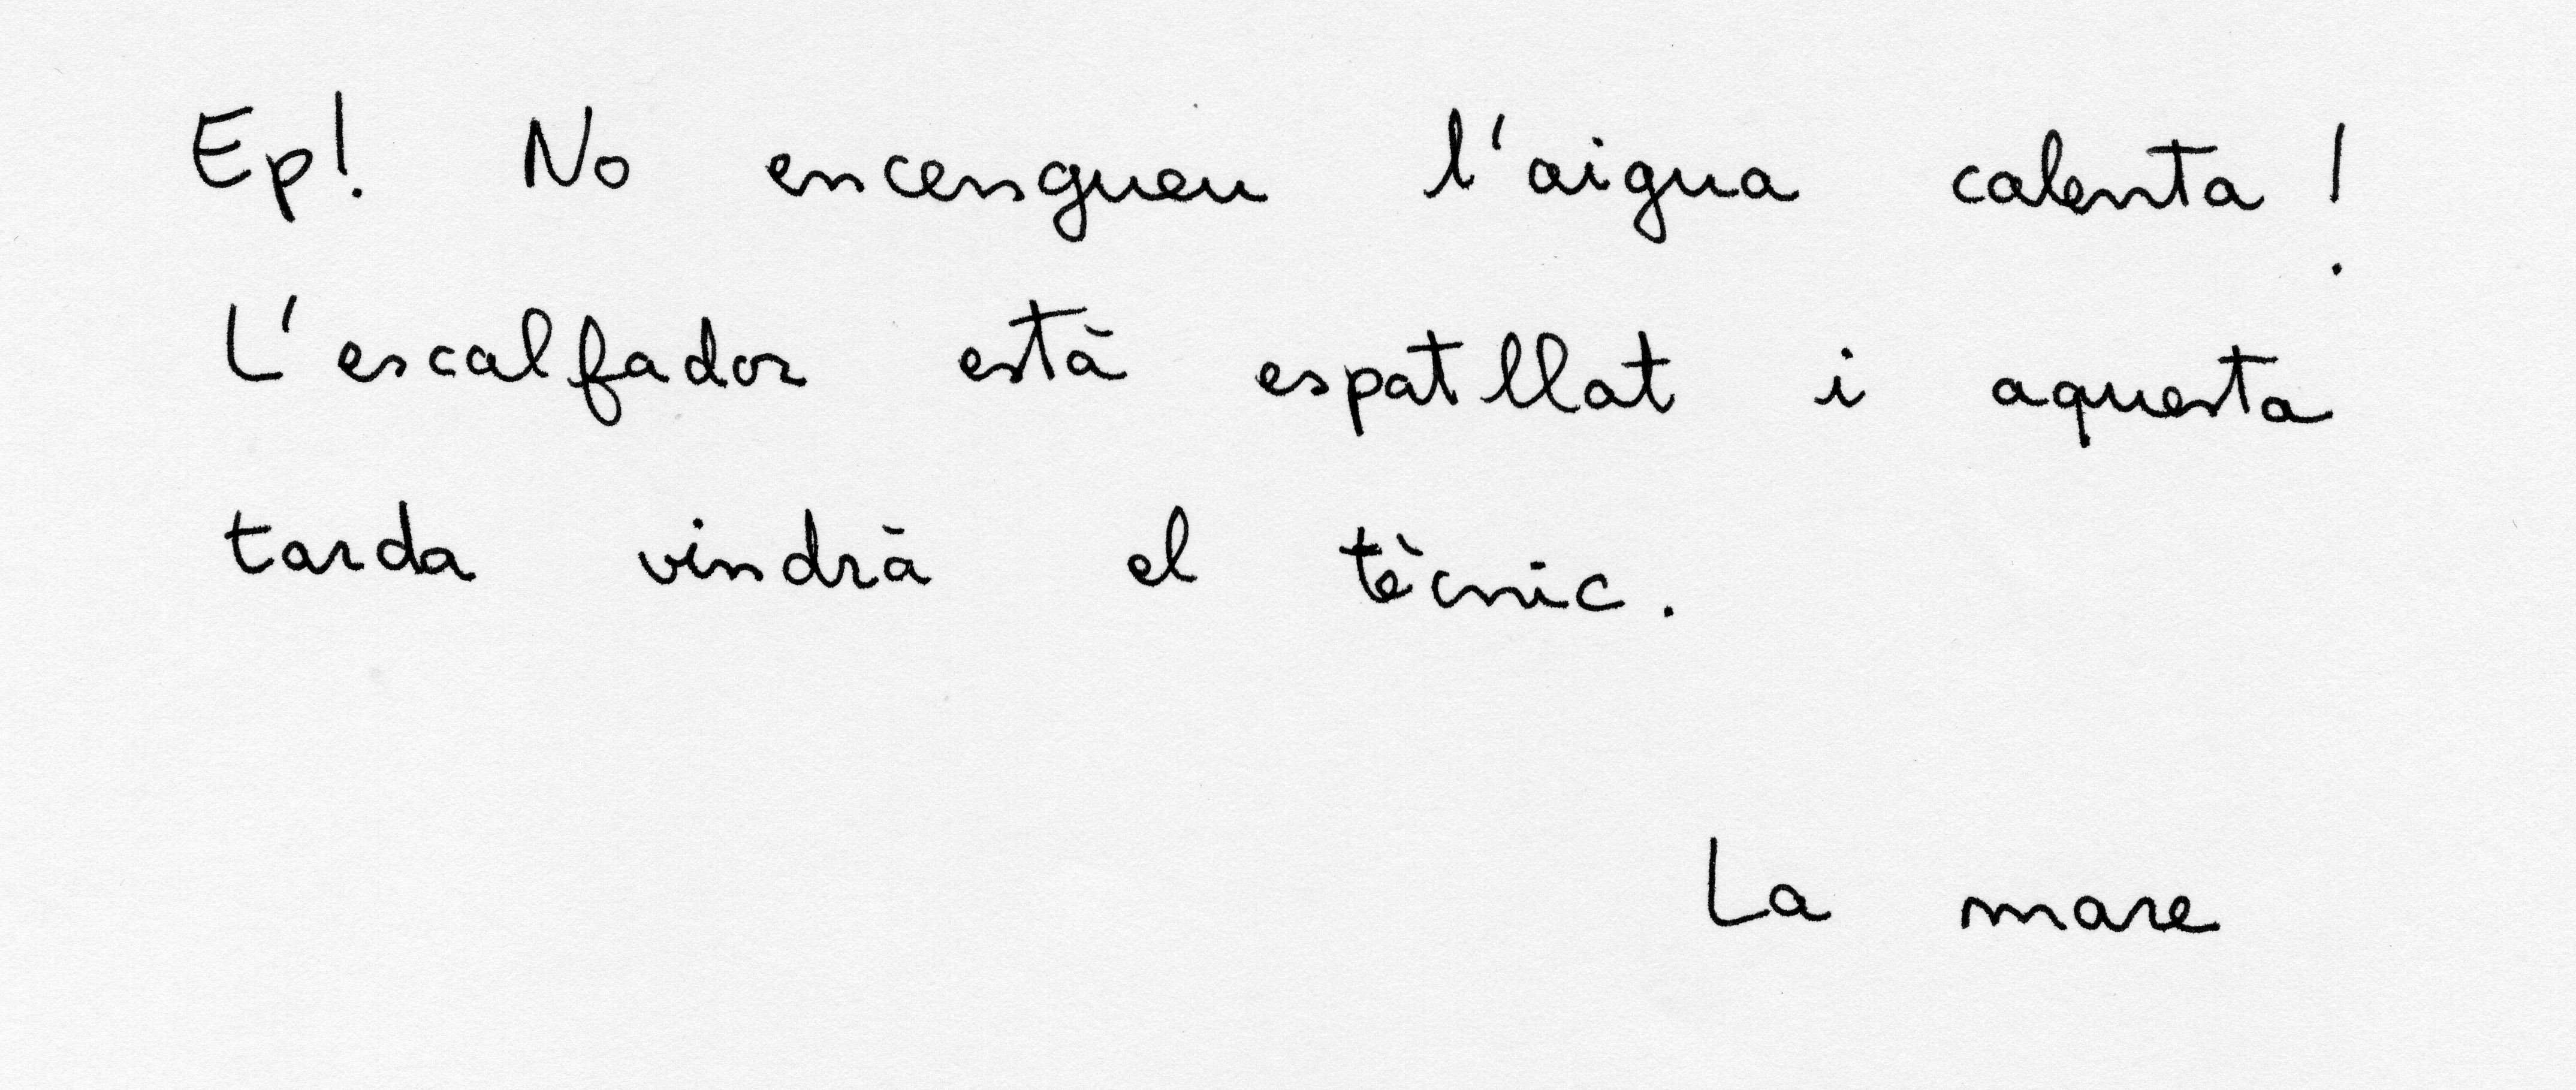 Ep! No encengueu l'aigua calenta!
L'escalfador està espatllat i aquesta
tarda vindrà el tècnic.
La mare